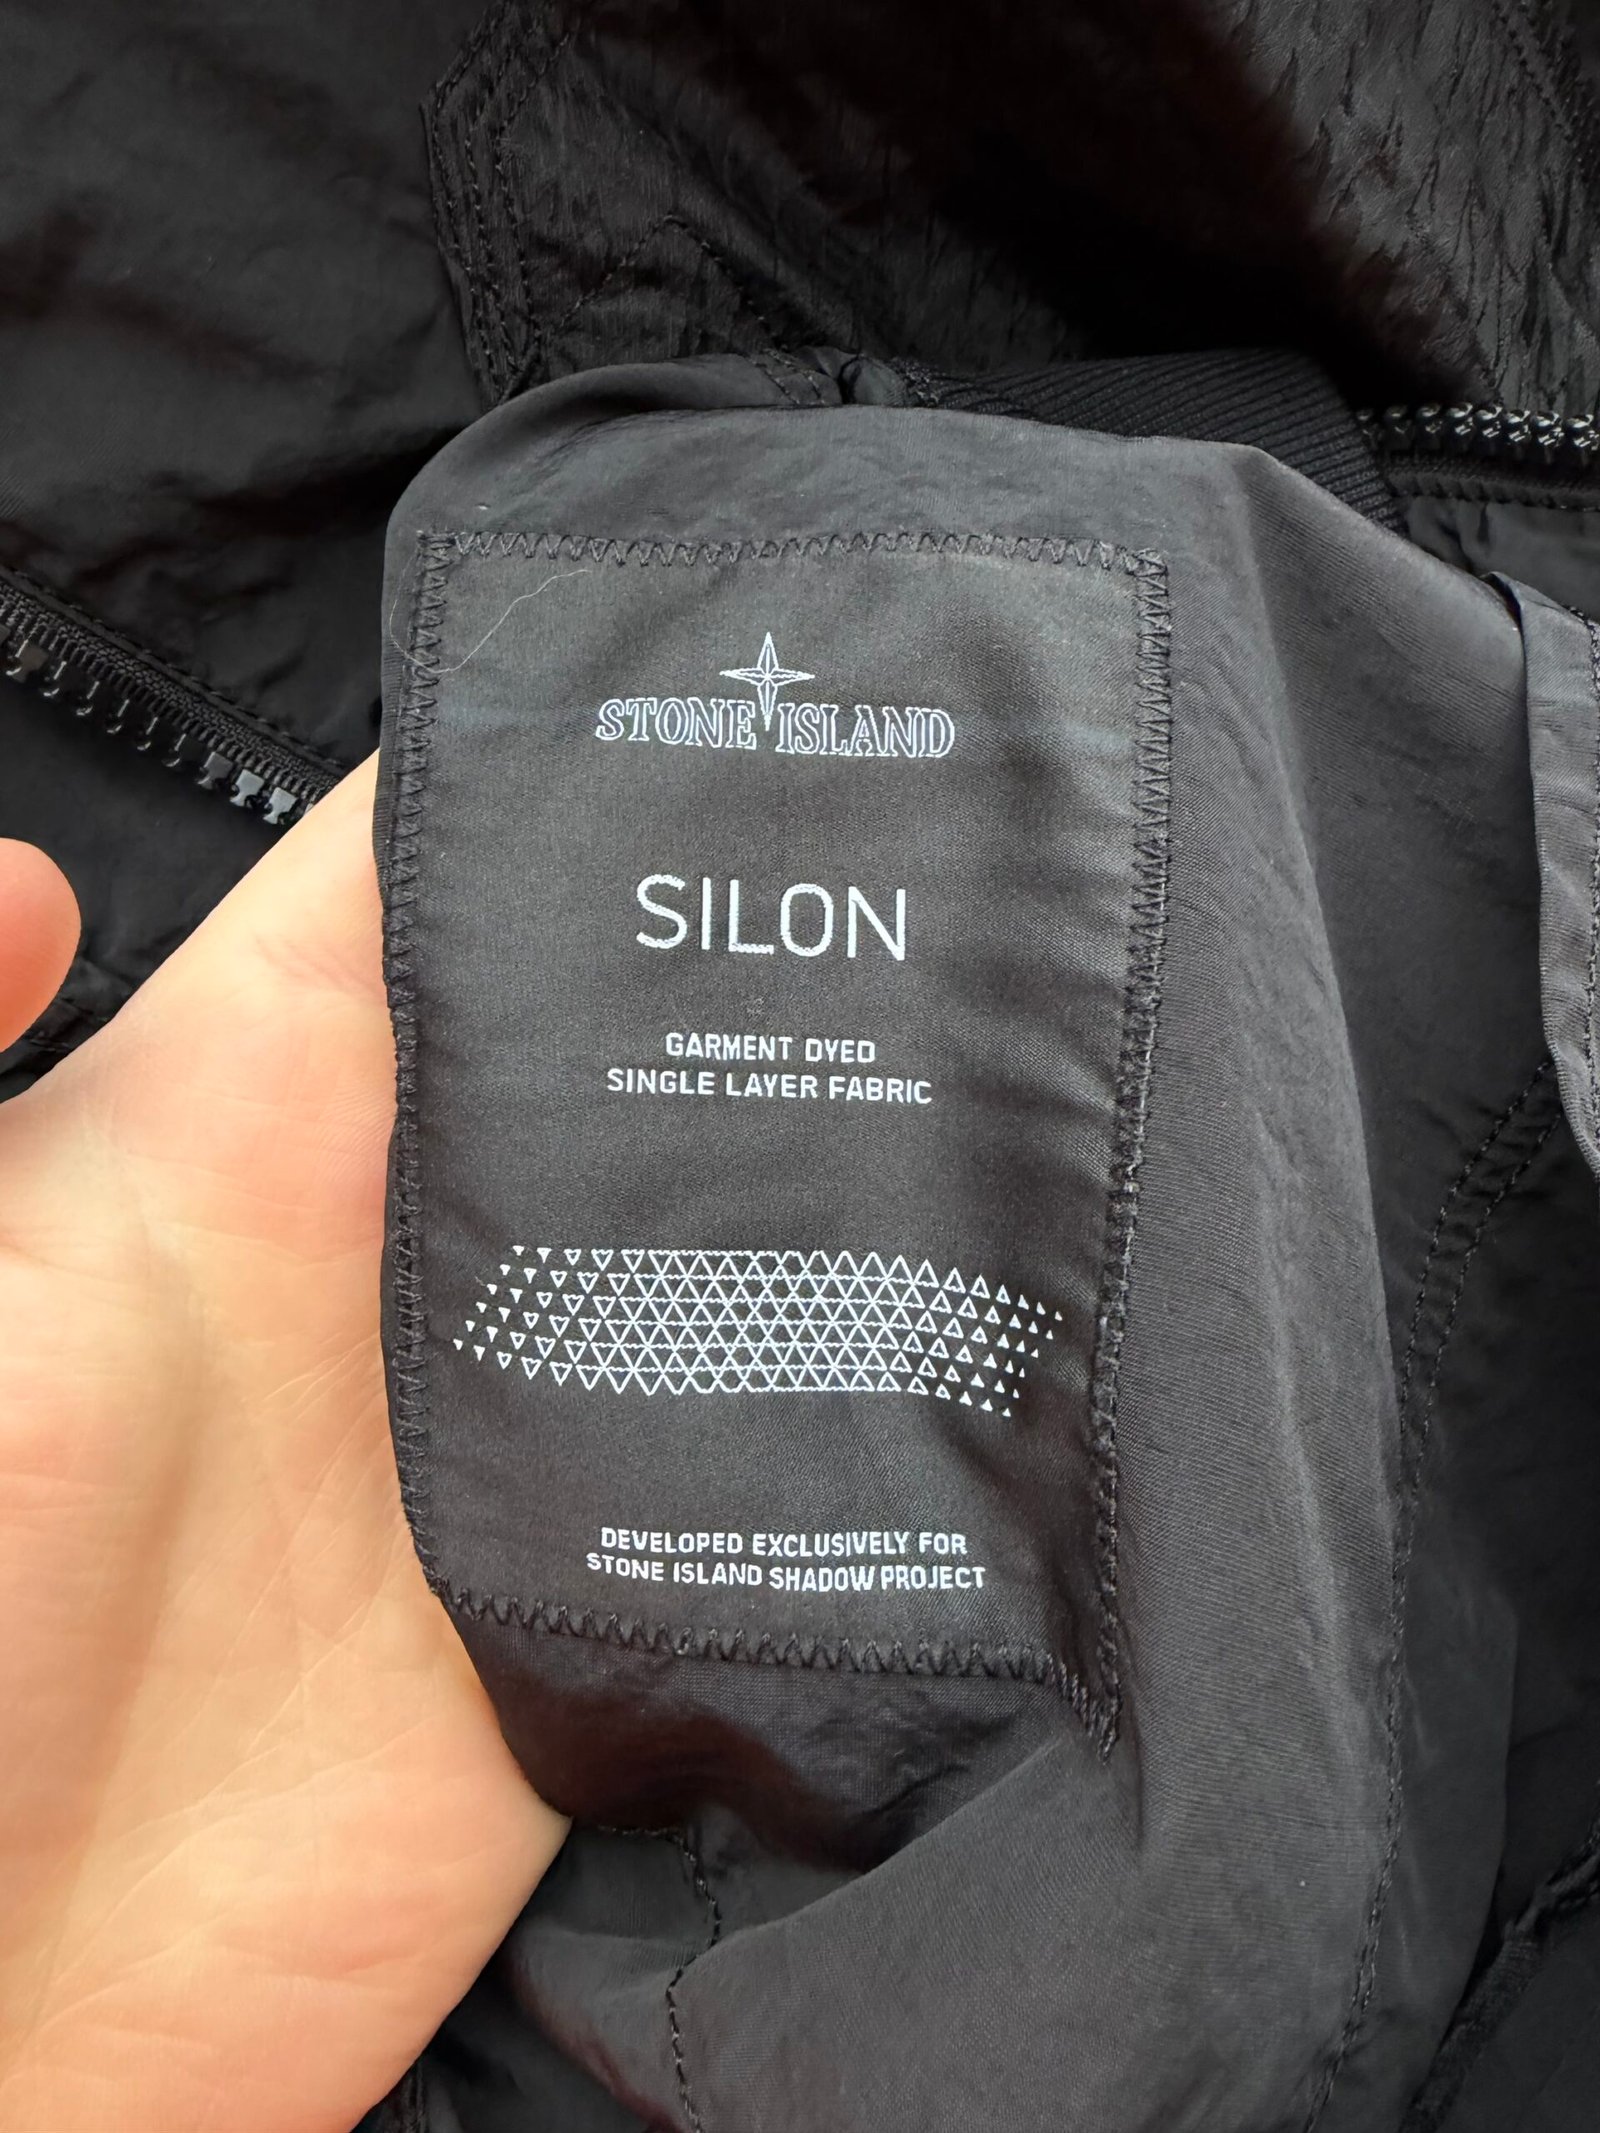 STONE ISLAND
SILON
GARMENT DYED
SINGLE LAYER FABRIC
DEVELOPED EXCLUSIVELY FOR
STONE ISLAND SHADOW PROJECT